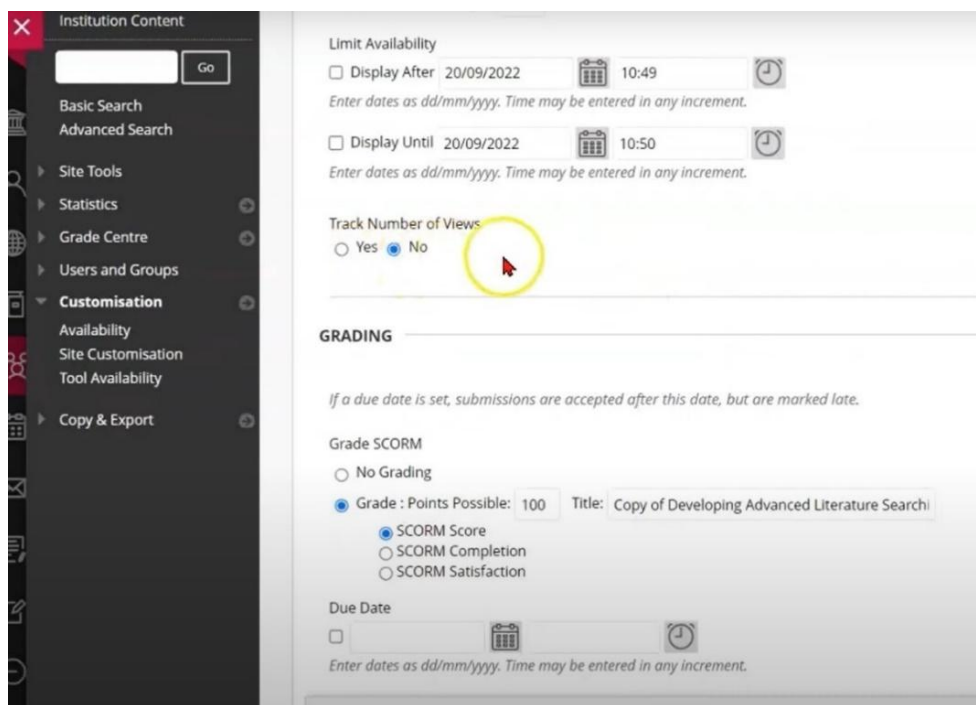 Institution Content
Go
Basic Search
Advanced Search
Site Tools
Statistics
Grade Centre
Users and Groups
Customisation
Availability
Site Customisation
Tool Availability
Copy & Export
Limit Availability
Display After 20/09/2022 10:49
Enter dates as dd/mm/yyyy. Time may be entered in any increment.
Display Until 20/09/2022 10:50
Enter dates as dd/mm/yyyy. Time may be entered in any increment.
Track Number of Views
Yes No
GRADING
If a due date is set, submissions are accepted after this date, but are marked late.
Grade SCORM
No Grading
Grade : Points Possible: 100 Title: Copy of Developing Advanced Literature Searchi
SCORM Score
SCORM Completion
SCORM Satisfaction
Due Date
Enter dates as dd/mm/yyyy. Time may be entered in any increment.